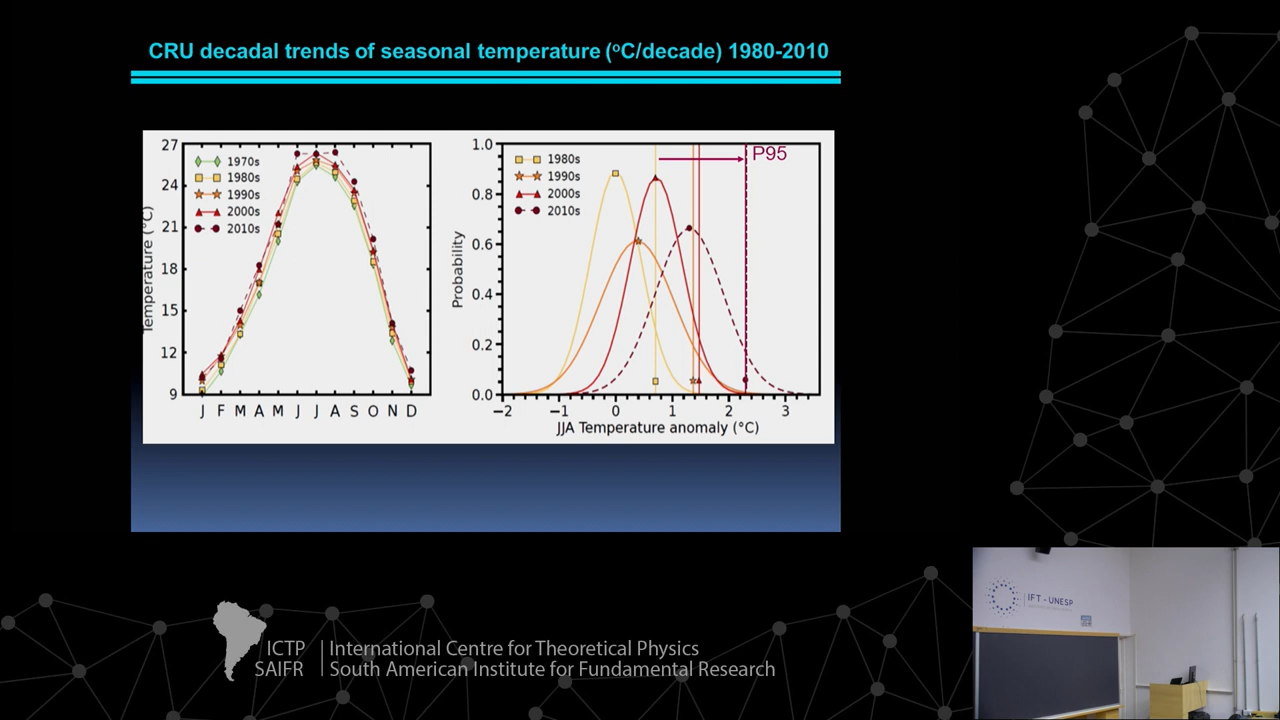 CRU decadal trends of seasonal temperature (ºC/decade) 1980-2010
27
24
21
18
15
12
9
Temperature (°C)
1970s
1980s
1990s
2000s
2010s
J F M A M J J A S O N D
1.0
0.8
0.6
0.4
0.2
0.0
Probability
1980s
1990s
2000s
2010s
P95
−2 −1 0 1 2 3
JJA Temperature anomaly (°C)
ICTP
SAIFR
International Centre for Theoretical Physics
South American Institute for Fundamental Research
IFT - UNESP